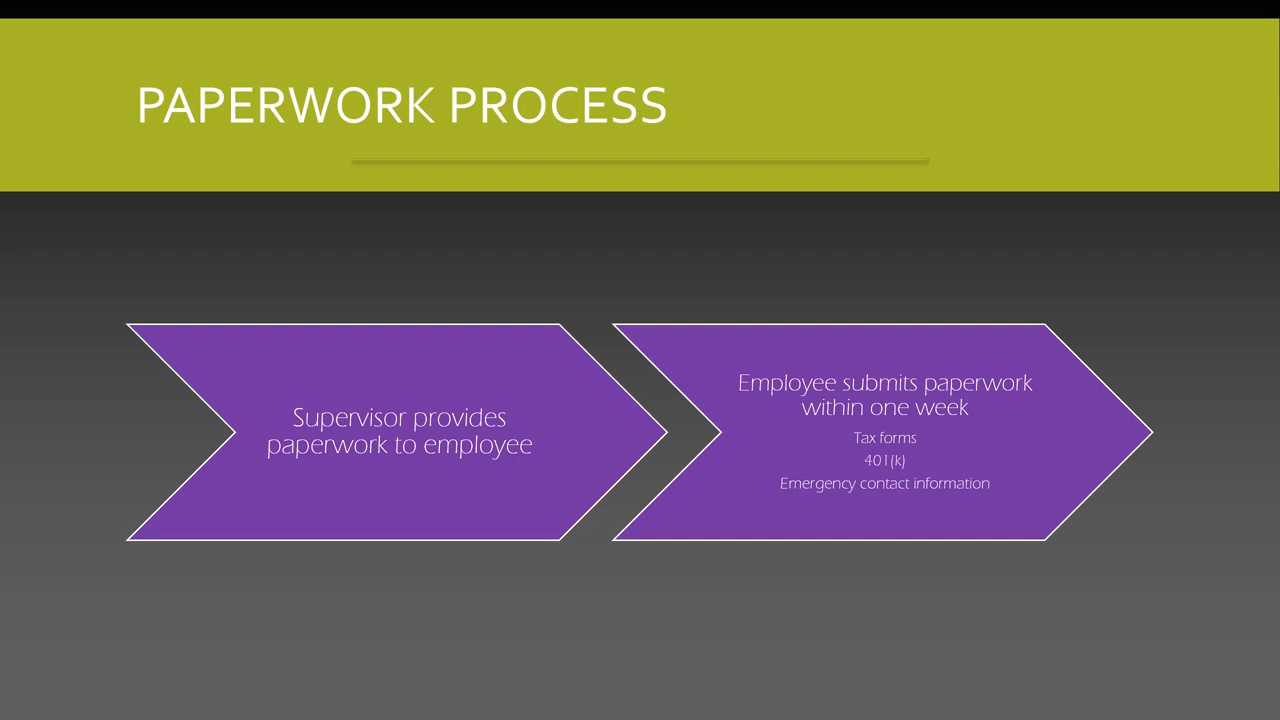 PAPERWORK PROCESS
Supervisor provides
paperwork to employee
Employee submits paperwork
within one week
Tax forms
401(k)
Emergency contact information